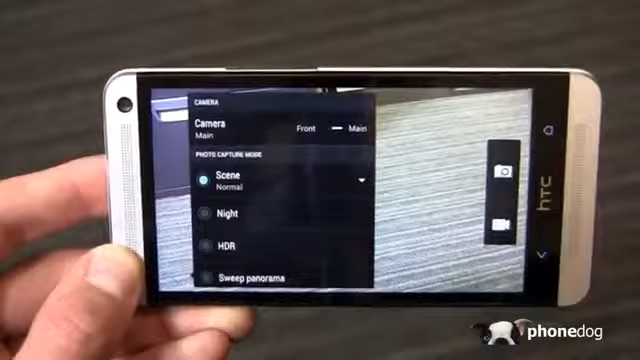 CAMERA
Camera
Main
Front
Main
PHOTO CAPTURE MODE
Scene
Normal
Night
HDR
Sweep panorama
hTC
phonedog